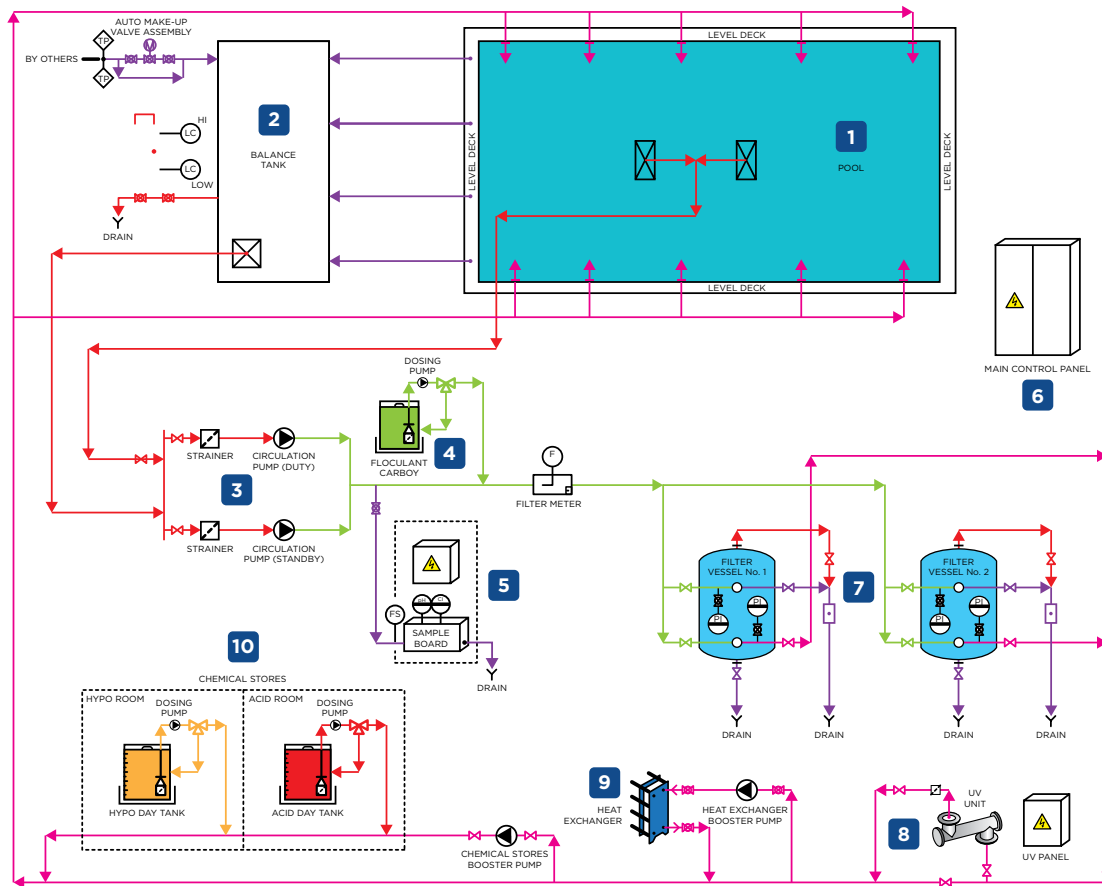 AUTO MAKE-UP
VALVE ASSEMBLY
TP
M
BY OTHERS
TP
HI
LC
LC
LOW
DRAIN
2
BALANCE
TANK
LEVEL DECK
LEVEL DECK
1
POOL
LEVEL DECK
LEVEL DECK
MAIN CONTROL PANEL
6
DOSING
PUMP
4
FLOCULANT
CARBOY
STRAINER
CIRCULATION
PUMP (DUTY)
3
STRAINER
CIRCULATION
PUMP (STANDBY)
F
FILTER METER
5
FS
PH
Cl
SAMPLE
BOARD
DRAIN
FILTER
VESSEL No. 1
PI
PI
7
FILTER
VESSEL No. 2
PI
PI
DRAIN
DRAIN
DRAIN
DRAIN
10
CHEMICAL STORES
HYPO ROOM
DOSING
PUMP
HYPO DAY TANK
ACID ROOM
DOSING
PUMP
ACID DAY TANK
CHEMICAL STORES
BOOSTER PUMP
9
HEAT
EXCHANGER
HEAT EXCHANGER
BOOSTER PUMP
8
UV
UNIT
UV PANEL